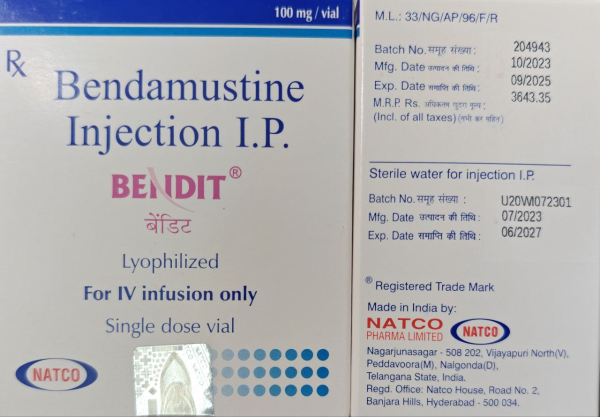 100 mg / vial
Rx
Bendamustine
Injection I.P.
BENDIT®
बेंडिट
Lyophilized
For IV infusion only
Single dose vial
NATCO
M.L.: 33/NG/AP/96/F/R
Batch No. समूह संख्या : 204943
Mfg. Date उत्पादन की तिथि : 10/2023
Exp. Date समाप्ति की तिथि : 09/2025
M.R.P. Rs. अधिकतम खुदरा मूल्य : 3643.35
(Incl. of all taxes) (सभी कर सहित)
Sterile water for injection I.P.
Batch No. समूह संख्या : U20WI072301
Mfg. Date उत्पादन की तिथि : 07/2023
Exp. Date समाप्ति की तिथि : 06/2027
® Registered Trade Mark
Made in India by:
NATCO
PHARMA LIMITED
NATCO
Nagarjunasagar - 508 202, Vijayapuri North(V),
Peddavoora(M), Nalgonda(D),
Telangana State, India.
Regd. Office: Natco House, Road No. 2,
Banjara Hills, Hyderabad - 500 034.